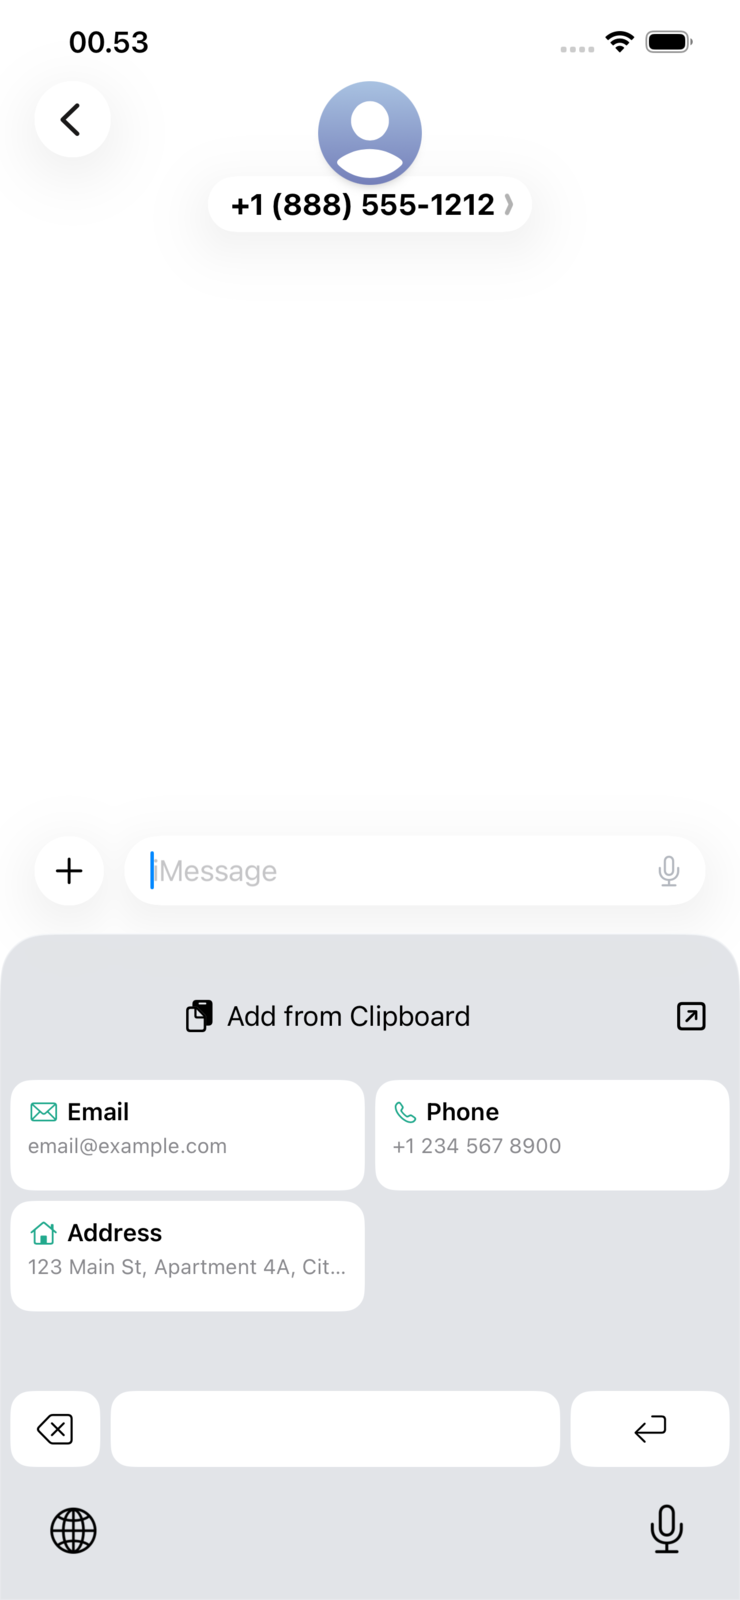 00.53
+1 (888) 555-1212
iMessage
Add from Clipboard
Email
email@example.com
Phone
+1 234 567 8900
Address
123 Main St, Apartment 4A, Cit...